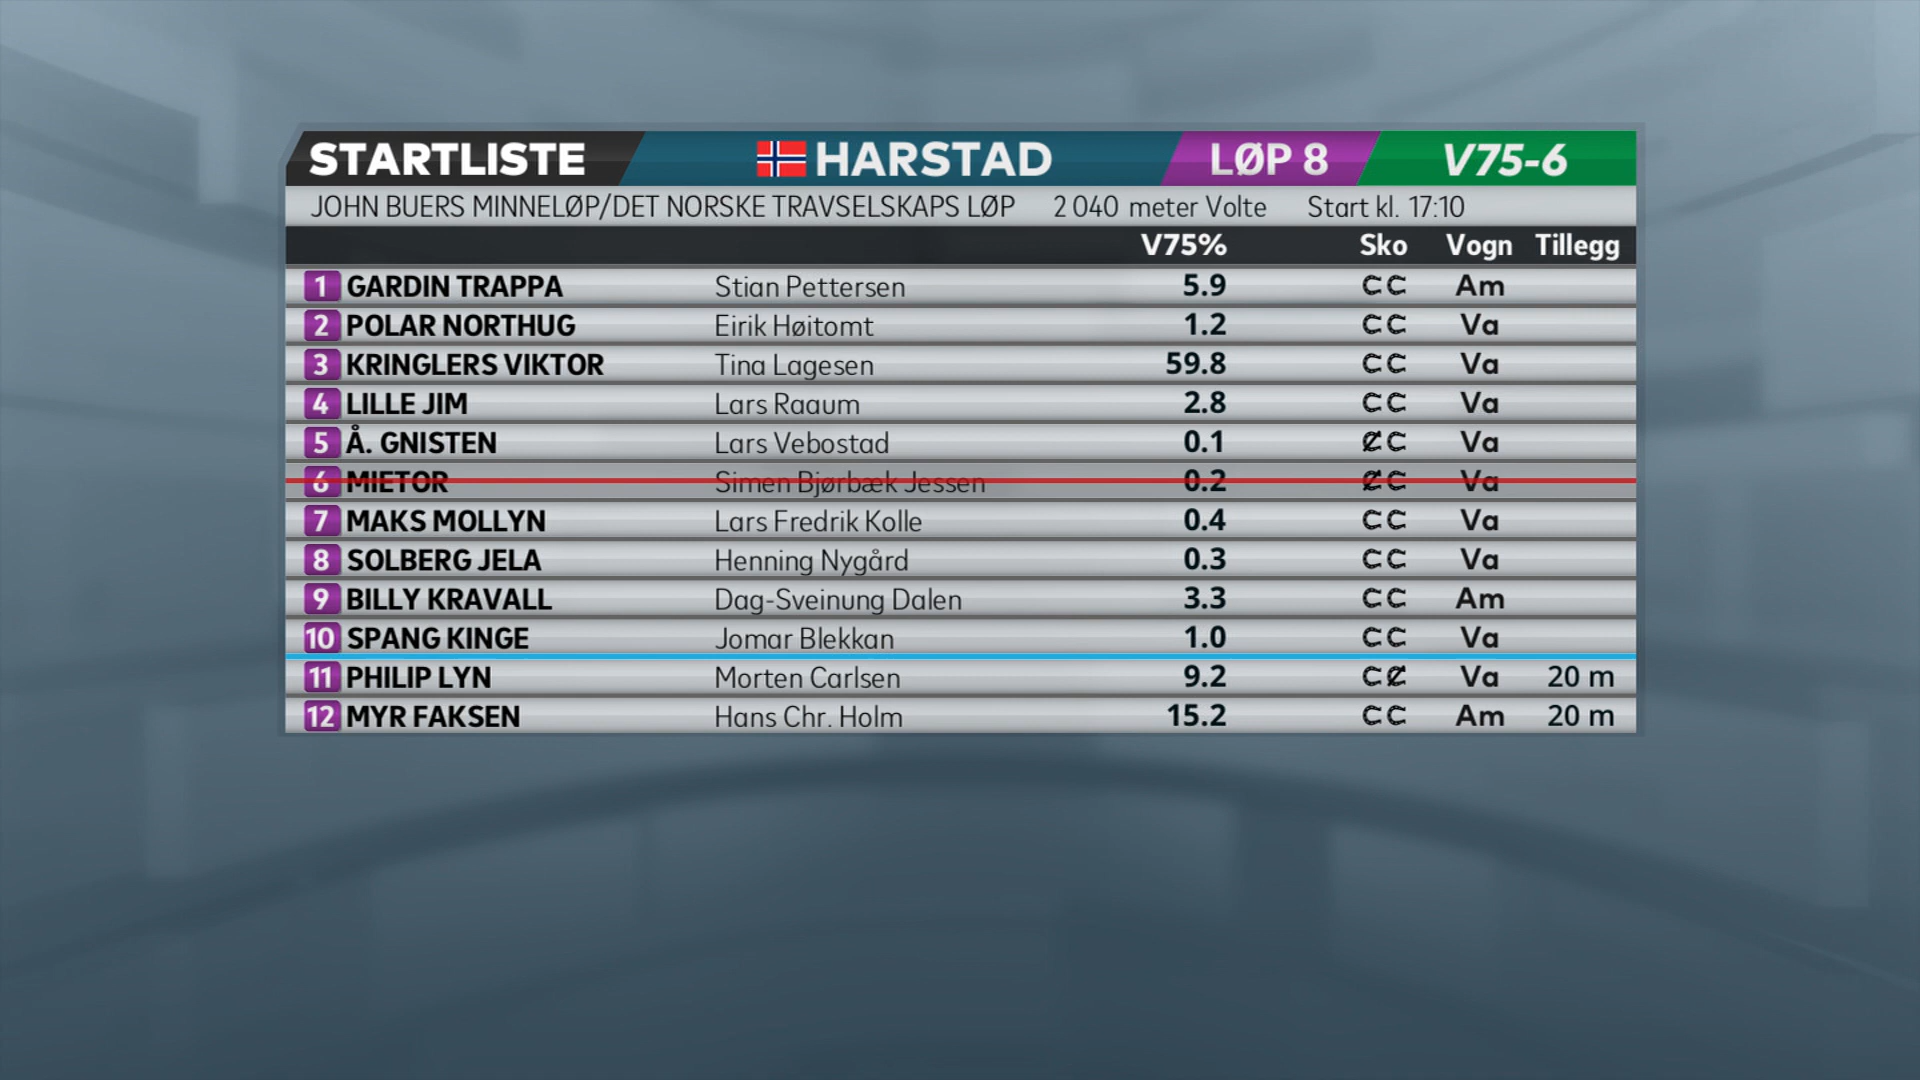 STARTLISTE HARSTAD LØP 8 V75-6
JOHN BUERS MINNELØP/DET NORSKE TRAVSELSKAPS LØP 2 040 meter Volte Start kl. 17:10
V75% Sko Vogn Tillegg
1 GARDIN TRAPPA Stian Pettersen 5.9 C C Am
2 POLAR NORTHUG Eirik Høitomt 1.2 C C Va
3 KRINGLERS VIKTOR Tina Lagesen 59.8 C C Va
4 LILLE JIM Lars Raaum 2.8 C C Va
5 Å. GNISTEN Lars Vebostad 0.1 Ȼ C Va
6 MIETOR Simen Bjørbæk Jessen 0.2 Ȼ C Va
7 MAKS MOLLYN Lars Fredrik Kolle 0.4 C C Va
8 SOLBERG JELA Henning Nygård 0.3 C C Va
9 BILLY KRAVALL Dag-Sveinung Dalen 3.3 C C Am
10 SPANG KINGE Jomar Blekkan 1.0 C C Va
11 PHILIP LYN Morten Carlsen 9.2 C Ȼ Va 20 m
12 MYR FAKSEN Hans Chr. Holm 15.2 C C Am 20 m